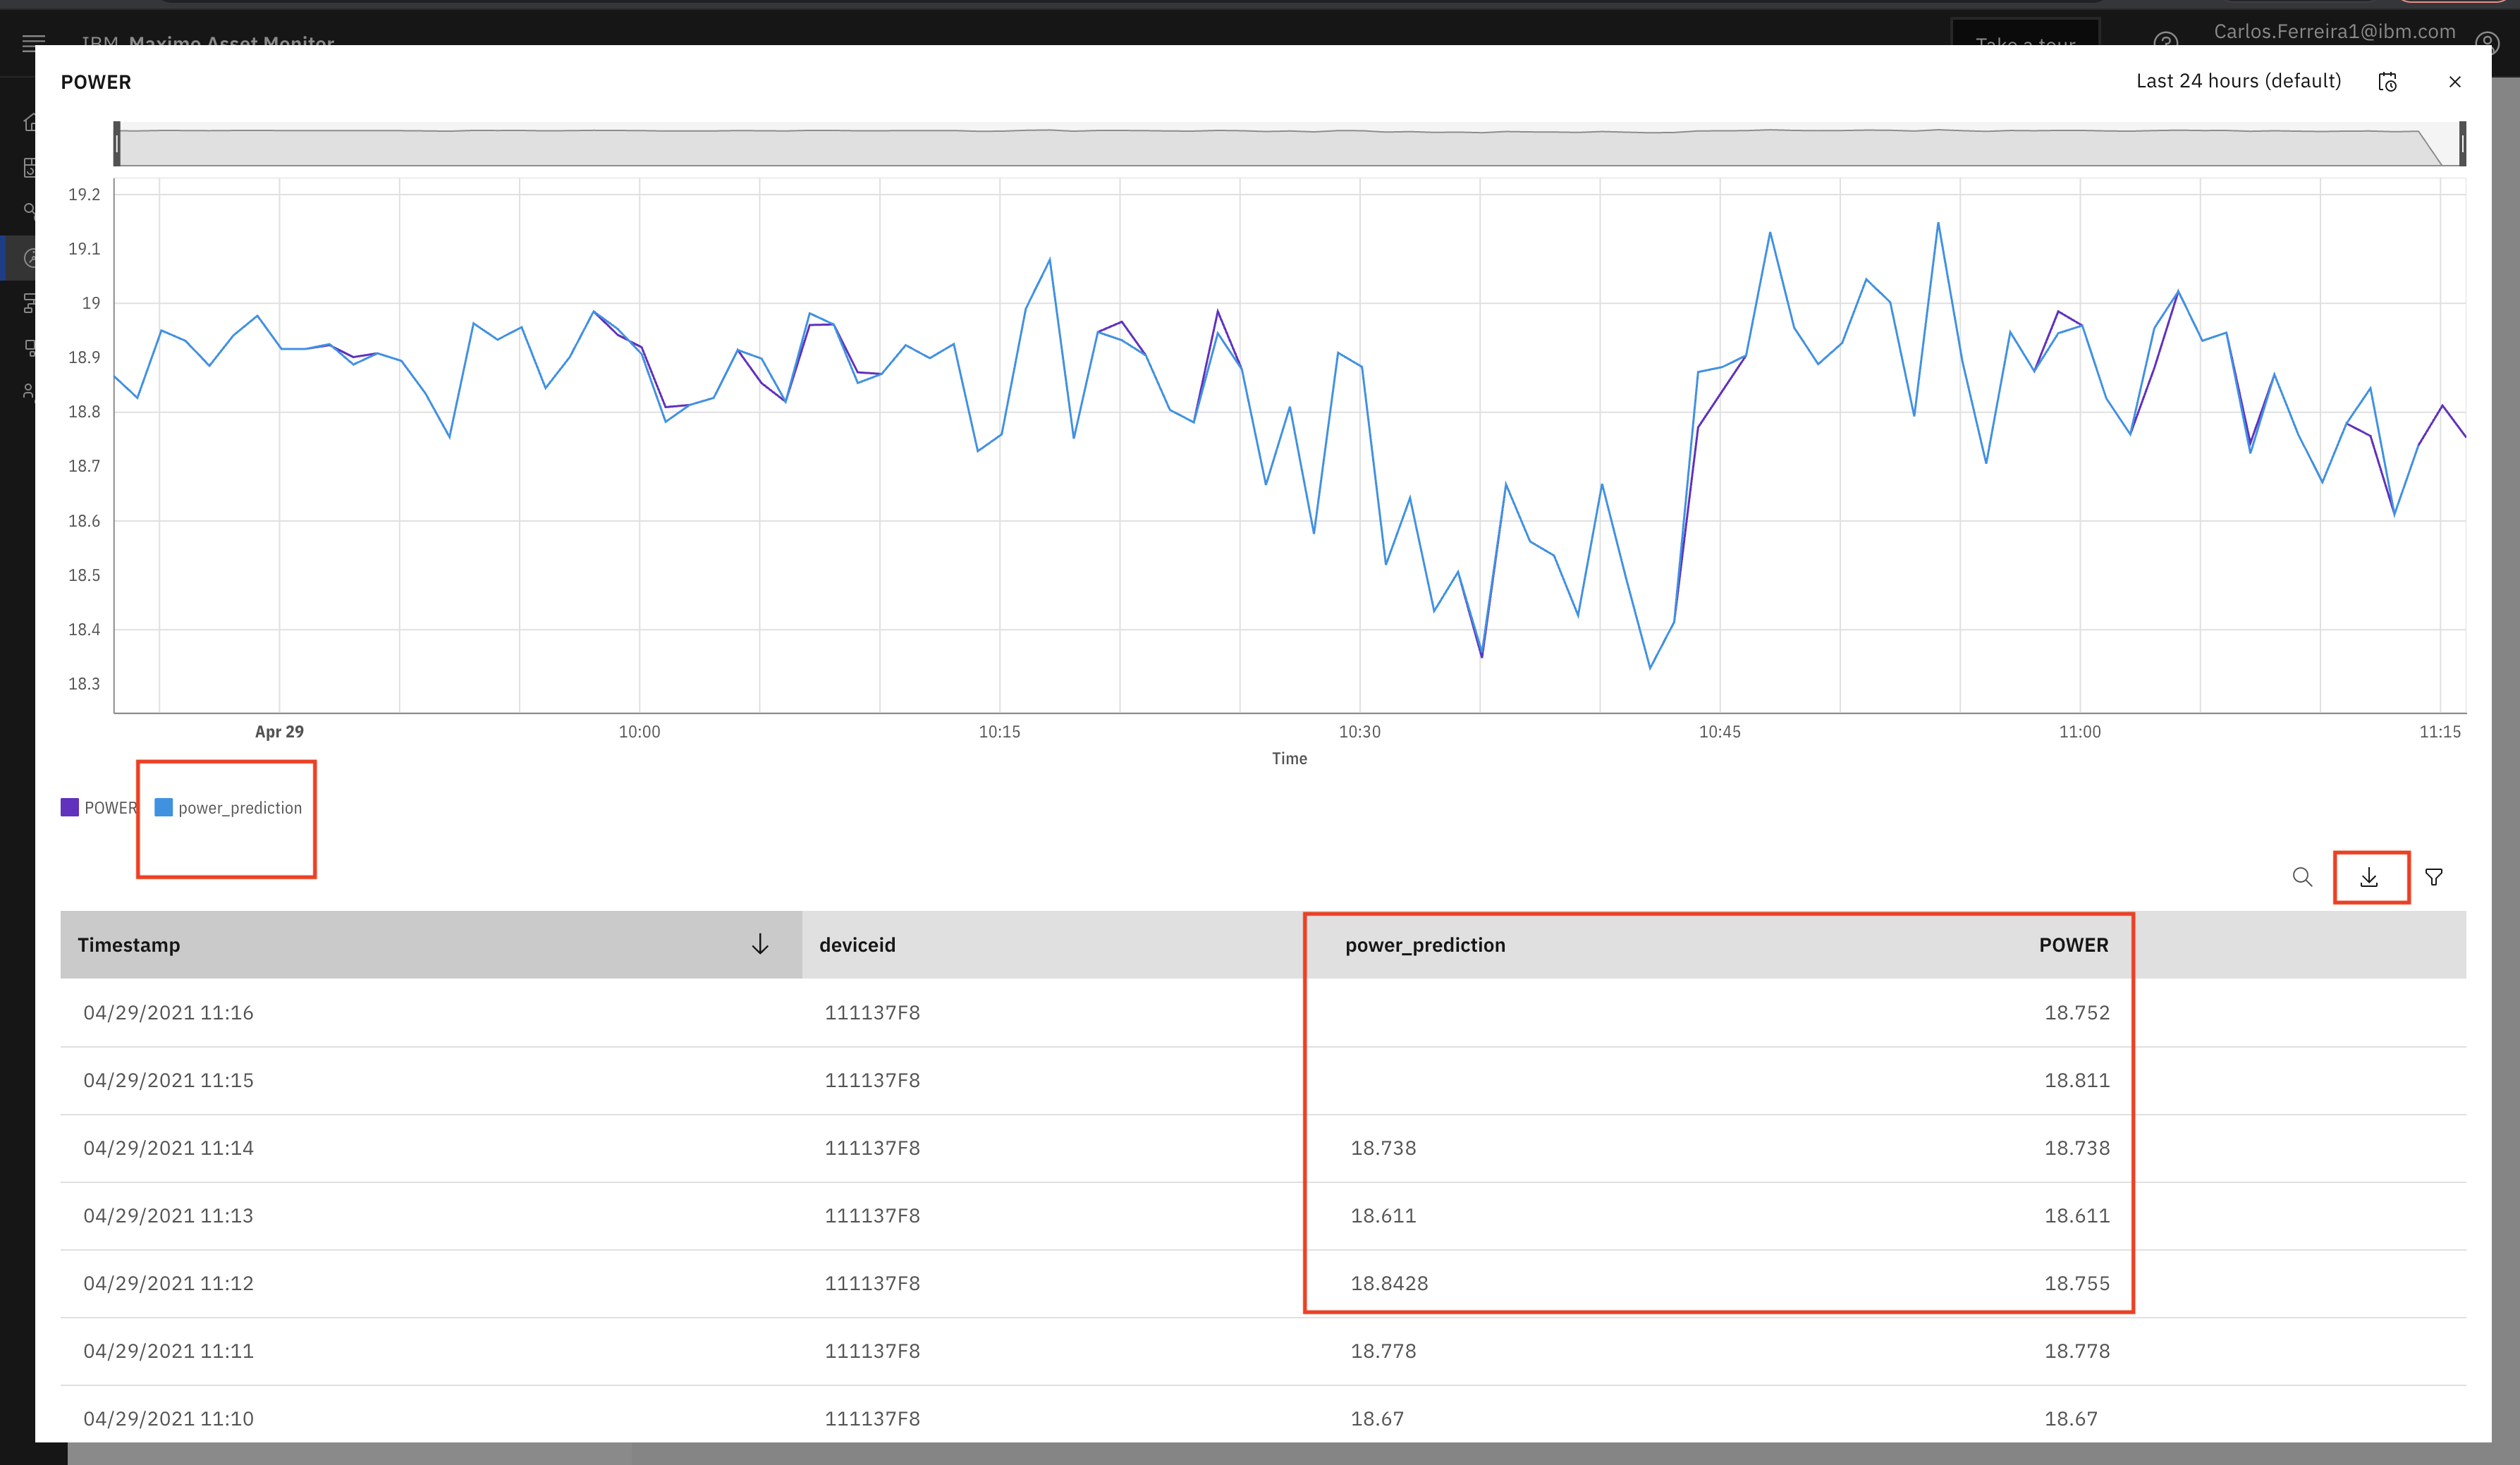 IBM Maximo Asset Monitor
Take a tour
Carlos.Ferreira1@ibm.com
POWER
Last 24 hours (default)
19.2
19.1
19
18.9
18.8
18.7
18.6
18.5
18.4
18.3
Apr 29 10:00 10:15 10:30 10:45 11:00 11:15
Time
POWER power_prediction
Timestamp deviceid power_prediction POWER
04/29/2021 11:16 111137F8 18.752
04/29/2021 11:15 111137F8 18.811
04/29/2021 11:14 111137F8 18.738 18.738
04/29/2021 11:13 111137F8 18.611 18.611
04/29/2021 11:12 111137F8 18.8428 18.755
04/29/2021 11:11 111137F8 18.778 18.778
04/29/2021 11:10 111137F8 18.67 18.67